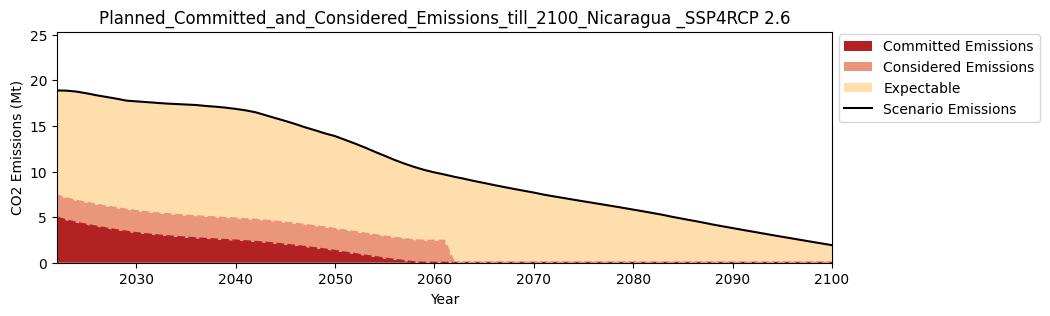 Planned_Committed_and_Considered_Emissions_till_2100_Nicaragua _SSP4RCP 2.6
25
20
15
10
5
0
CO2 Emissions (Mt)
2030 2040 2050 2060 2070 2080 2090 2100
Year
Committed Emissions
Considered Emissions
Expectable
Scenario Emissions